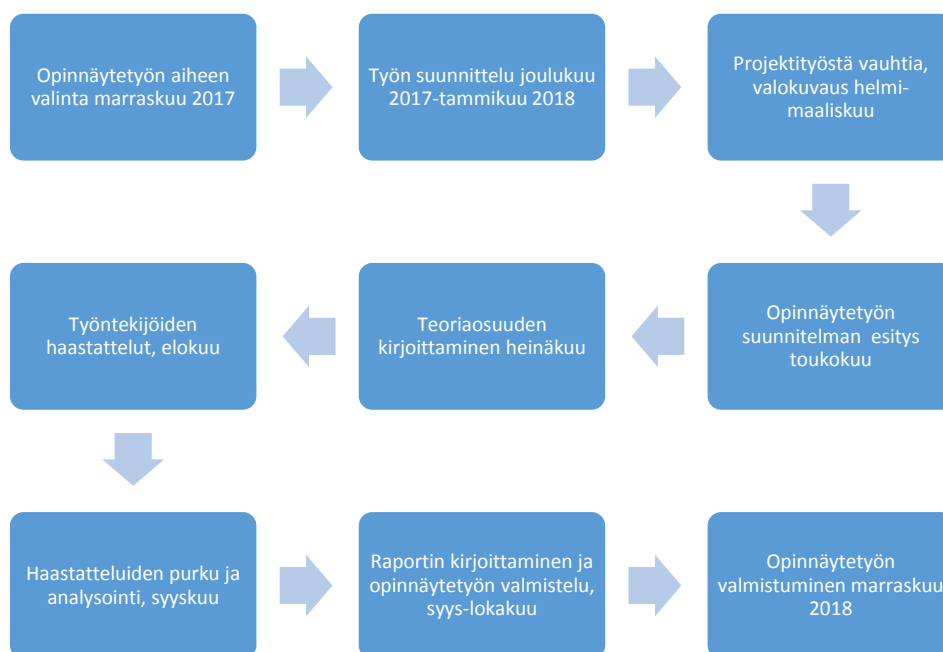 Opinnäytetyön aiheen
valinta marraskuu 2017
Työn suunnittelu joulukuu
2017-tammikuu 2018
Projektityöstä vauhtia,
valokuvaus helmi-
maaliskuu
Opinnäytetyön
suunnitelman esitys
toukokuu
Teoriaosuuden
kirjoittaminen heinäkuu
Työntekijöiden
haastattelut, elokuu
Haastatteluiden purku ja
analysointi, syyskuu
Raportin kirjoittaminen ja
opinnäytetyön valmistelu,
syys-lokakuu
Opinnäytetyön
valmistuminen marraskuu
2018